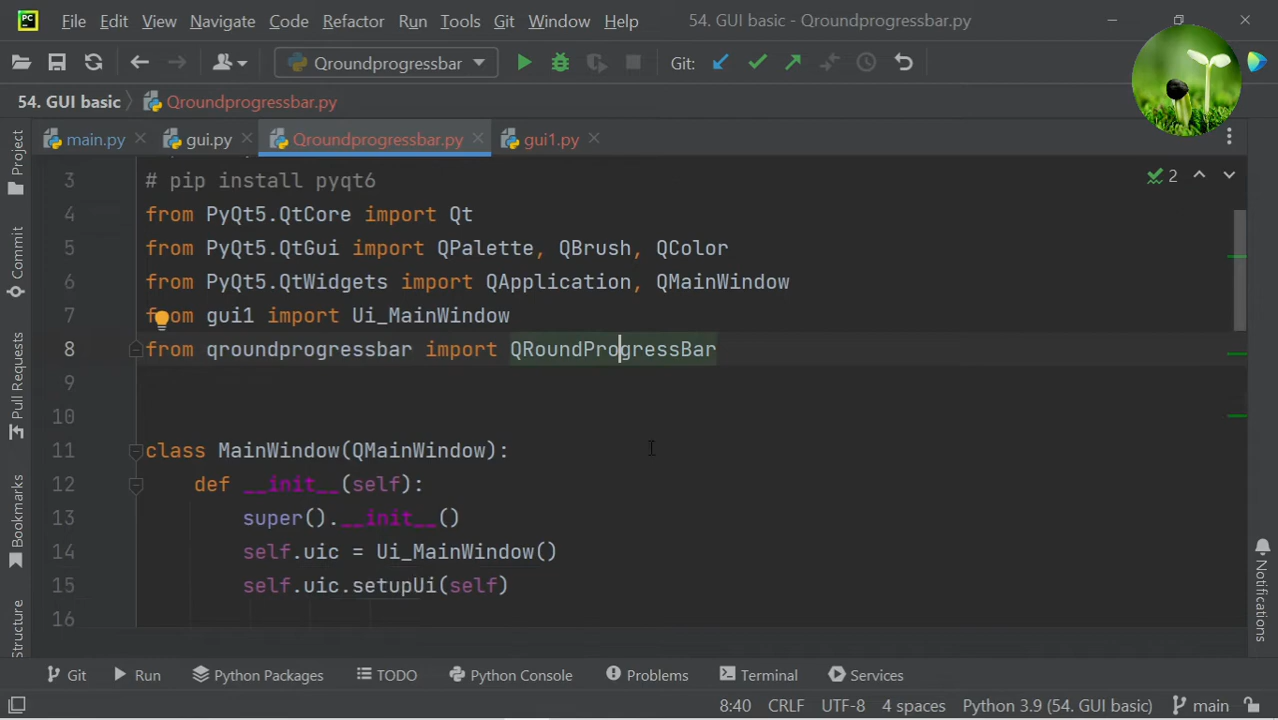 PC File Edit View Navigate Code Refactor Run Tools Git Window Help 54. GUI basic - Qroundprogressbar.py
Qroundprogressbar Git:
54. GUI basic Qroundprogressbar.py
main.py gui.py Qroundprogressbar.py gui1.py
3 # pip install pyqt6 2
4 from PyQt5.QtCore import Qt
5 from PyQt5.QtGui import QPalette, QBrush, QColor
6 from PyQt5.QtWidgets import QApplication, QMainWindow
7 from gui1 import Ui_MainWindow
8 from qroundprogressbar import QRoundProgressBar
9
10
11 class MainWindow(QMainWindow):
12 def __init__(self):
13 super().__init__()
14 self.uic = Ui_MainWindow()
15 self.uic.setupUi(self)
16
Project
Commit
Pull Requests
Bookmarks
Structure
Notifications
Git Run Python Packages TODO Python Console Problems Terminal Services
8:40 CRLF UTF-8 4 spaces Python 3.9 (54. GUI basic) main